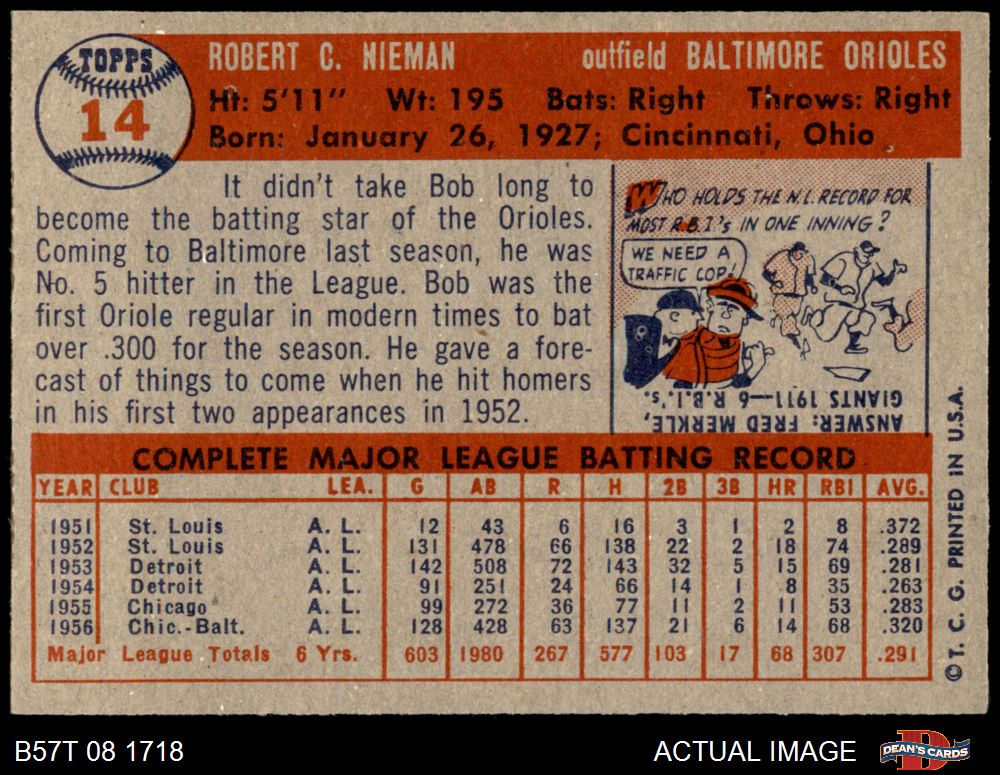 TOPPS
14
ROBERT C. NIEMAN outfield BALTIMORE ORIOLES
Ht: 5'11" Wt: 195 Bats: Right Throws: Right
Born: January 26, 1927; Cincinnati, Ohio
It didn't take Bob long to
become the batting star of the Orioles.
Coming to Baltimore last season, he was
No. 5 hitter in the League. Bob was the
first Oriole regular in modern times to bat
over .300 for the season. He gave a fore-
cast of things to come when he hit homers
in his first two appearances in 1952.
WHO HOLDS THE N.L. RECORD FOR
MOST R.B.I's IN ONE INNING?
WE NEED A
TRAFFIC COP!
ANSWER: FRED MERKLE,
GIANTS 1911—6 R.B.I.'s.
COMPLETE MAJOR LEAGUE BATTING RECORD
YEAR CLUB LEA. G AB R H 2B 3B HR RBI AVG.
1951 St. Louis A. L. 12 43 6 16 3 1 2 8 .372
1952 St. Louis A. L. 131 478 66 138 22 2 18 74 .289
1953 Detroit A. L. 142 508 72 143 32 5 15 69 .281
1954 Detroit A. L. 91 251 24 66 14 1 8 35 .263
1955 Chicago A. L. 99 272 36 77 11 2 11 53 .283
1956 Chic.-Balt. A. L. 128 428 63 137 21 6 14 68 .320
Major League Totals 6 Yrs. 603 1980 267 577 103 17 68 307 .291
© T. C. G. PRINTED IN U.S.A.
B57T 08 1718 ACTUAL IMAGE
D
DEAN'S CARDS